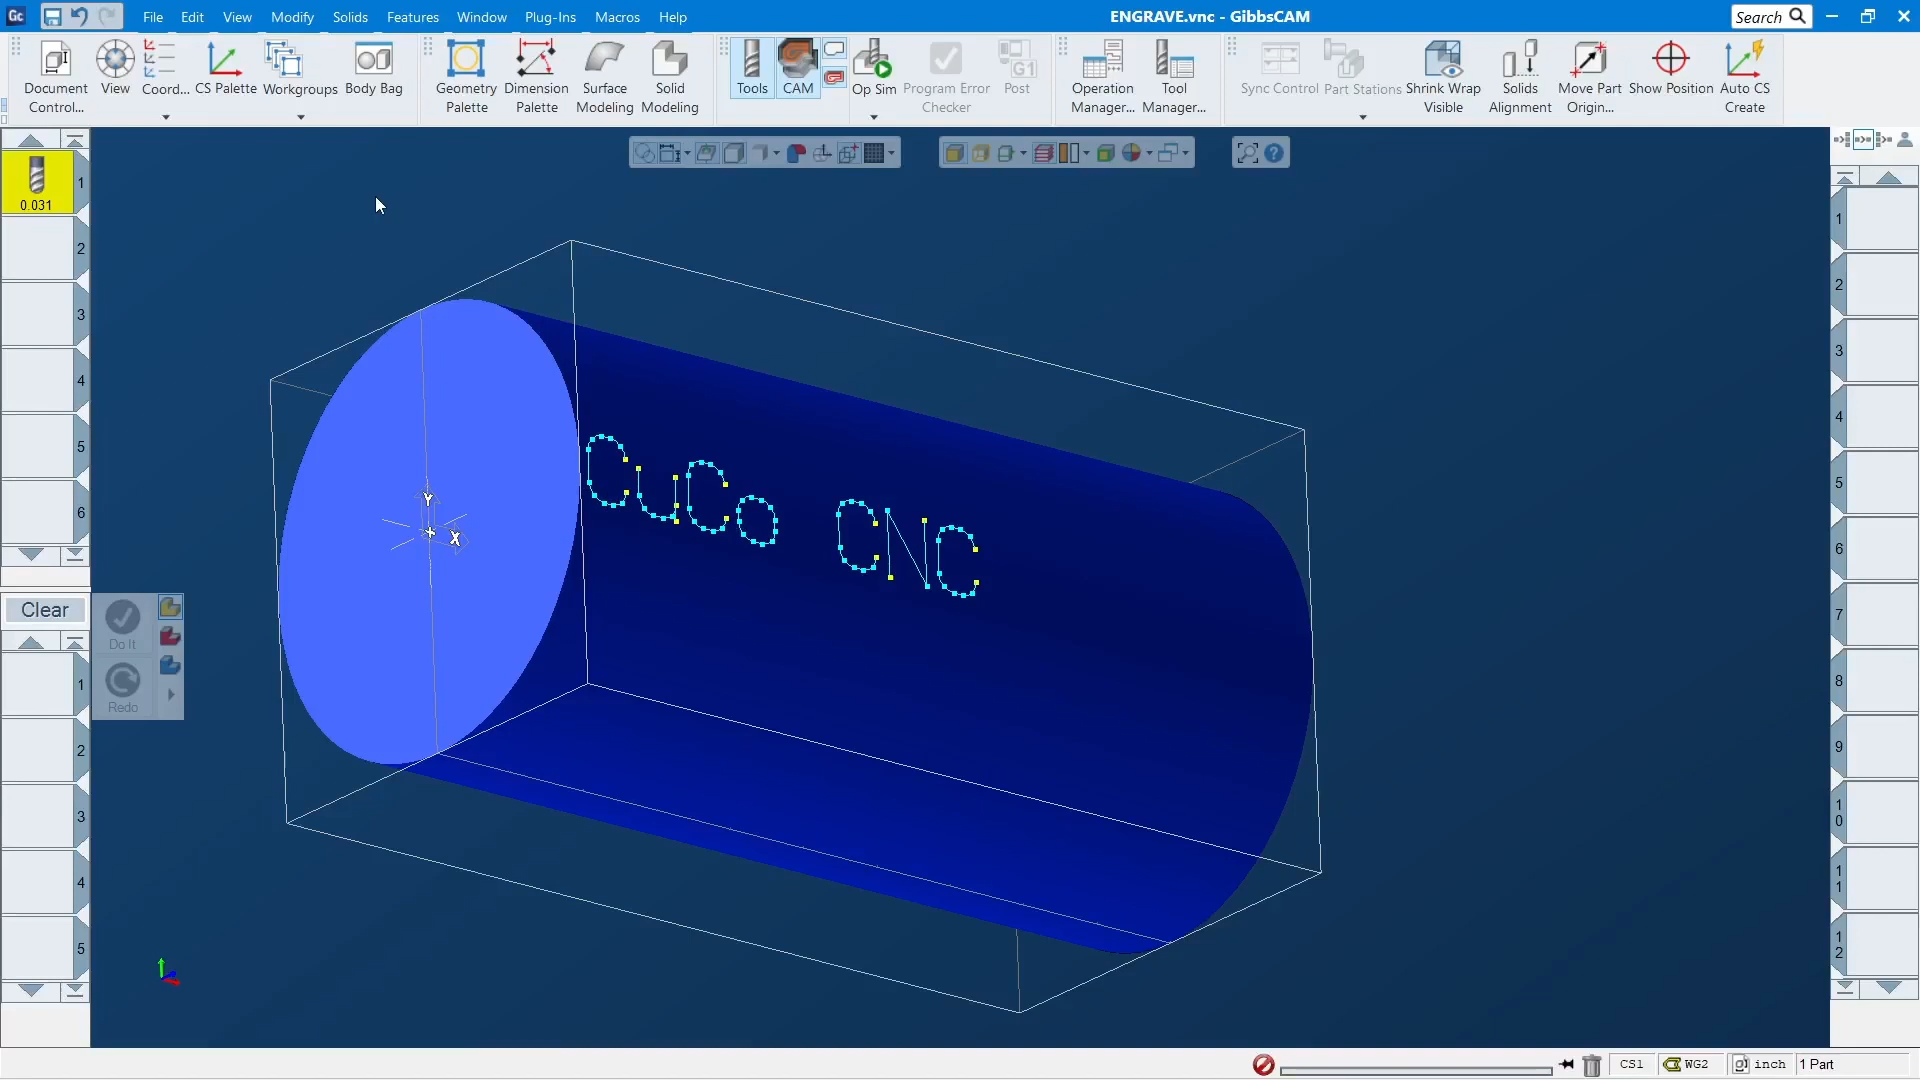 Gc
File Edit View Modify Solids Features Window Plug-Ins Macros Help
ENGRAVE.vnc - GibbsCAM
Search
Document Control...
View
Coord...
CS Palette
Workgroups
Body Bag
Geometry Palette
Dimension Palette
Surface Modeling
Solid Modeling
Tools
CAM
Op Sim
Program Error Checker
G1
Post
Operation Manager...
Tool Manager...
Sync Control
Part Stations
Shrink Wrap Visible
Solids Alignment
Move Part Origin...
Show Position
Auto CS Create
0.031
1
2
3
4
5
6
Clear
Do It
Redo
1
2
3
4
5
Y
X
CuCo CNC
1
2
3
4
5
6
7
8
9
10
11
12
CS1
WG2
inch
1 Part